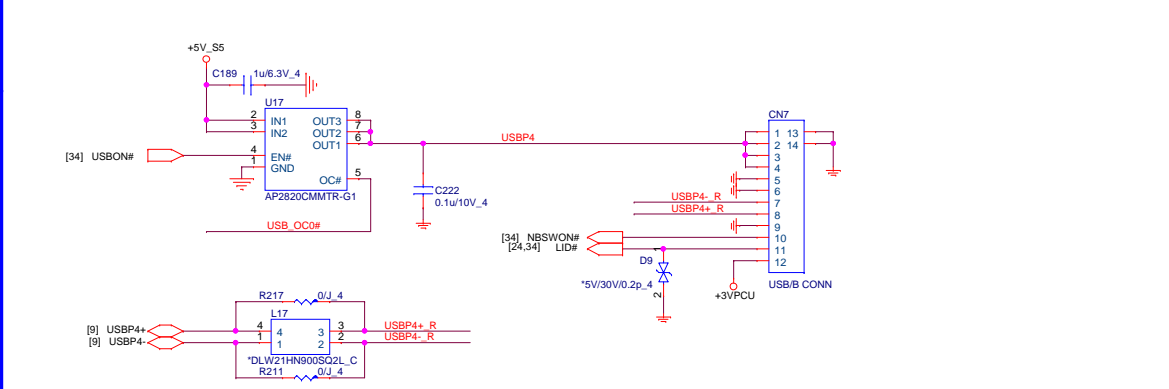 +5V_S5
C189 1u/6.3V_4
U17
2 IN1 OUT3 8
3 IN2 OUT2 7
OUT1 6
[34] USBON# 4 EN#
1 GND
OC# 5
AP2820CMMTR-G1
USB_OC0#
USBP4
C222
0.1u/10V_4
CN7
1 13
2 14
3
4
5
6
USBP4-_R 7
USBP4+_R 8
9
[34] NBSWON# 10
[24,34] LID# 11
12
1
D9
*5V/30V/0.2p_4
2
+3VPCU
USB/B CONN
R217 0/J_4
L17
[9] USBP4+ 4 4 3 3 USBP4+_R
[9] USBP4- 1 1 2 2 USBP4-_R
*DLW21HN900SQ2L_C
R211 0/J_4